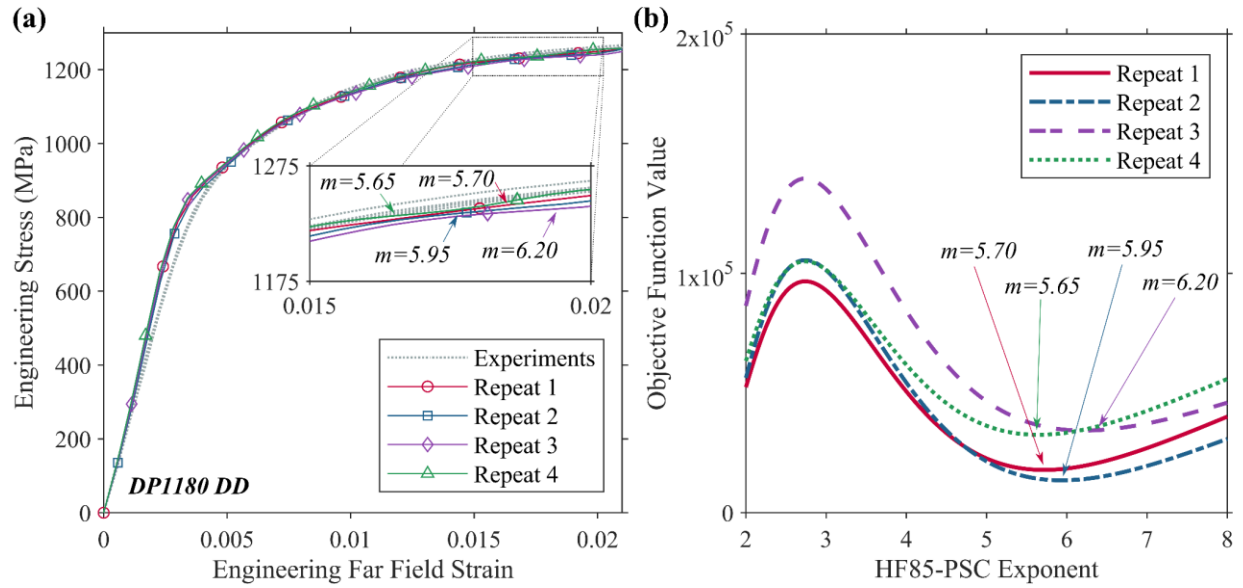 (a)
Engineering Stress (MPa)
1200
1000
800
600
400
200
0
0
0.005
0.01
0.015
0.02
Engineering Far Field Strain
1275
1175
0.015
0.02
m=5.65
m=5.70
m=5.95
m=6.20
Experiments
Repeat 1
Repeat 2
Repeat 3
Repeat 4
DP1180 DD
(b)
Objective Function Value
2x10⁵
1x10⁵
0
2
3
4
5
6
7
8
HF85-PSC Exponent
Repeat 1
Repeat 2
Repeat 3
Repeat 4
m=5.70
m=5.95
m=5.65
m=6.20